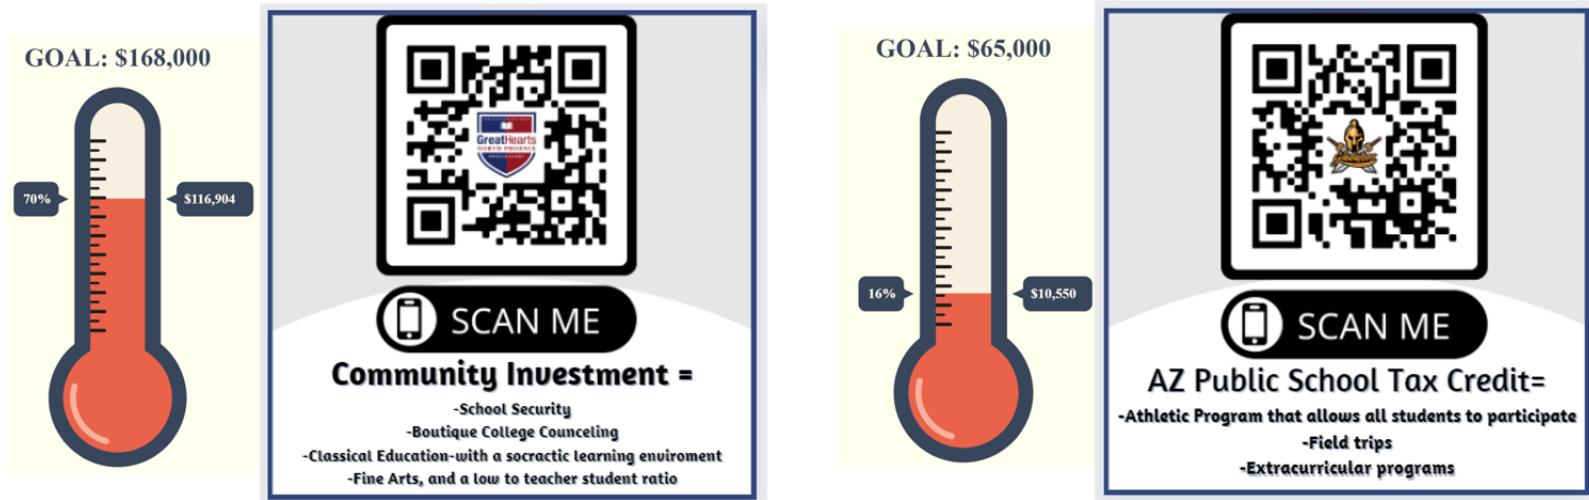 GOAL: $168,000
70%
$116,904
GreatHearts
NORTH PHOENIX
PREPARATORY
SCAN ME
Community Investment =
-School Security
-Boutique College Counceling
-Classical Education-with a socractic learning enviroment
-Fine Arts, and a low to teacher student ratio
GOAL: $65,000
16%
$10,550
SCAN ME
AZ Public School Tax Credit=
-Athletic Program that allows all students to participate
-Field trips
-Extracurricular programs